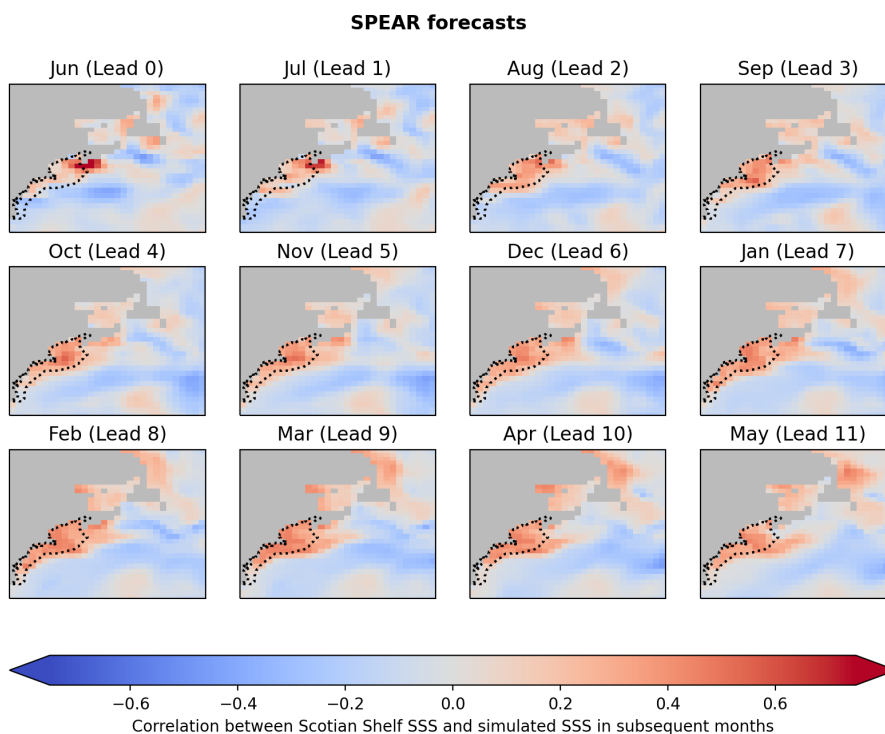 SPEAR forecasts
Jun (Lead 0) Jul (Lead 1) Aug (Lead 2) Sep (Lead 3)
Oct (Lead 4) Nov (Lead 5) Dec (Lead 6) Jan (Lead 7)
Feb (Lead 8) Mar (Lead 9) Apr (Lead 10) May (Lead 11)
−0.6 −0.4 −0.2 0.0 0.2 0.4 0.6
Correlation between Scotian Shelf SSS and simulated SSS in subsequent months